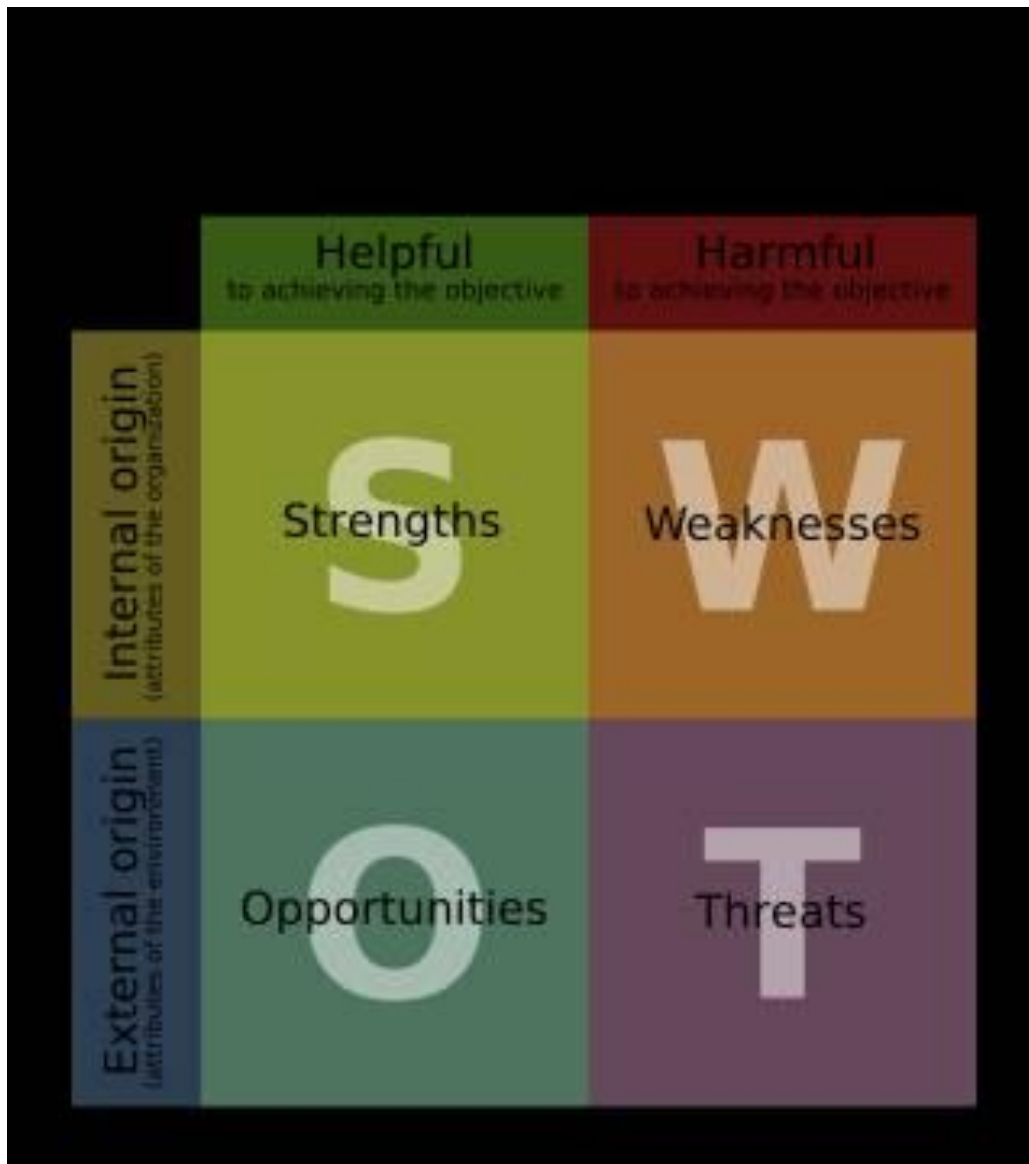 Helpful
to achieving the objective
Harmful
to achieving the objective
Internal origin
(attributes of the organization)
S
Strengths
W
Weaknesses
External origin
(attributes of the environment)
O
Opportunities
T
Threats